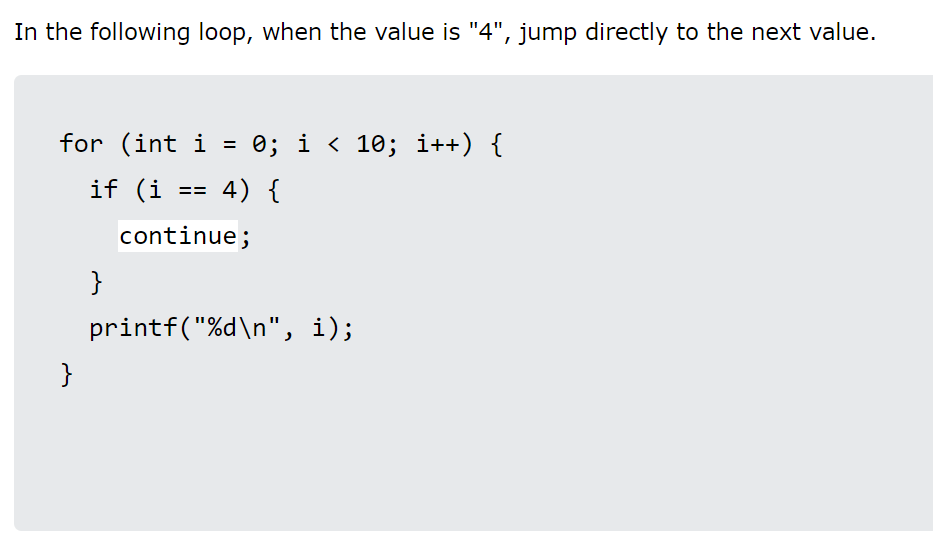 In the following loop, when the value is "4", jump directly to the next value.
for (int i = 0; i < 10; i++) {
  if (i == 4) {
    continue;
  }
  printf("%d\n", i);
}